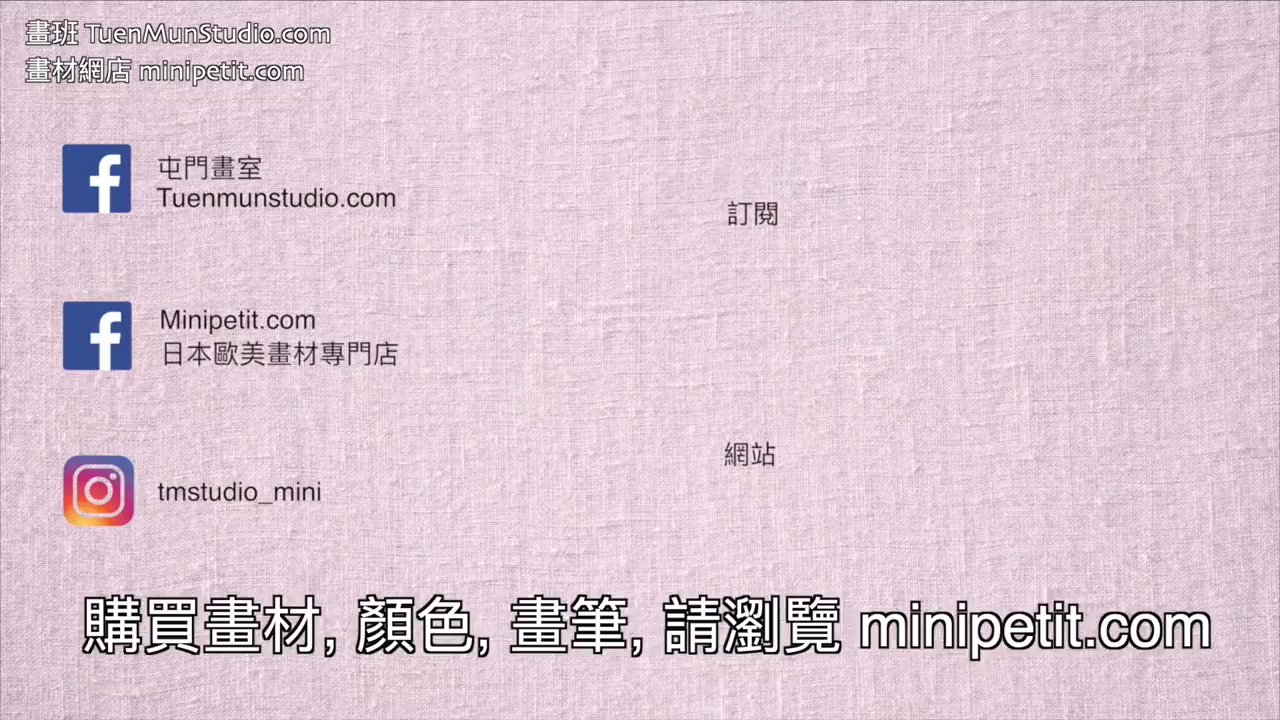 畫班 TuenMunStudio.com
畫材網店 minipetit.com
屯門畫室
Tuenmunstudio.com
訂閱
Minipetit.com
日本歐美畫材專門店
網站
tmstudio_mini
購買畫材, 顏色, 畫筆, 請瀏覽 minipetit.com